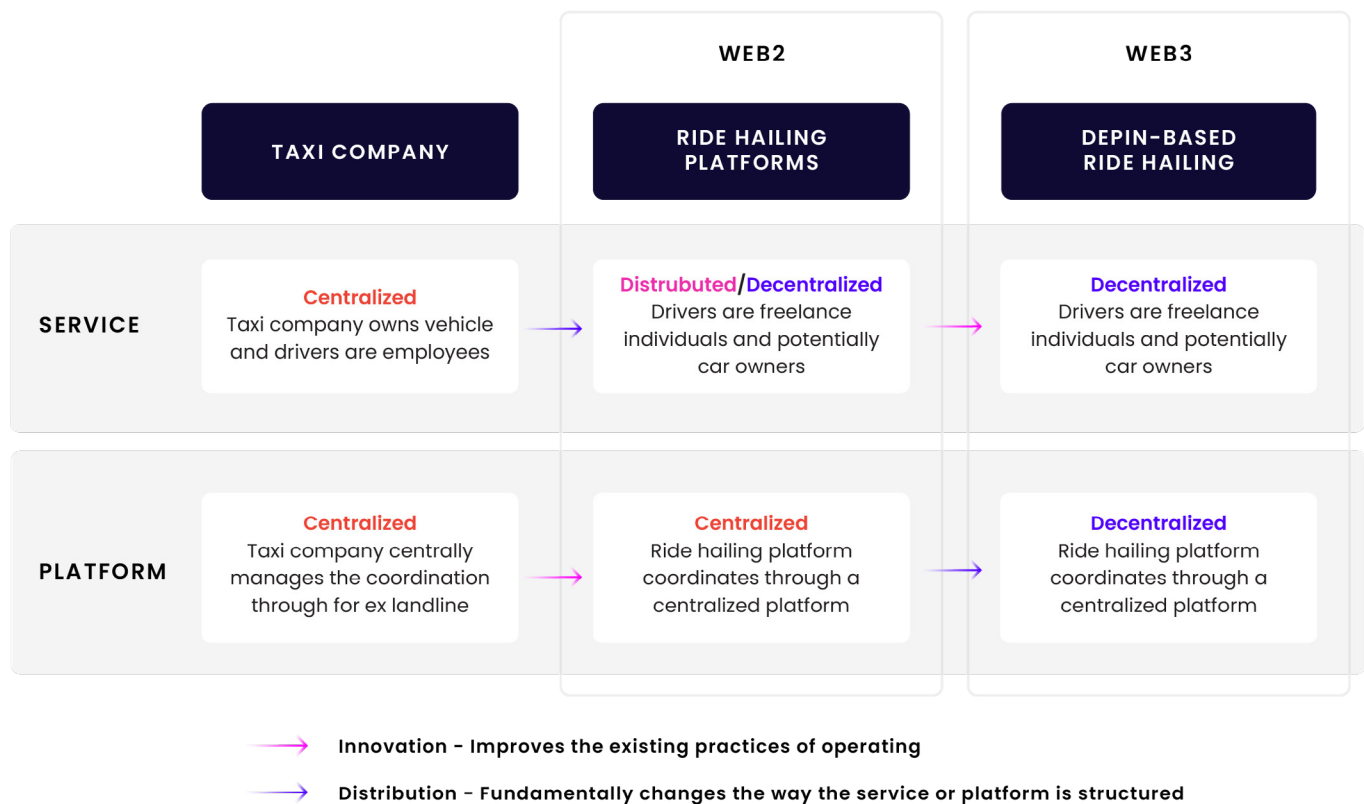 WEB2
WEB3
TAXI COMPANY
RIDE HAILING
PLATFORMS
DEPIN-BASED
RIDE HAILING
SERVICE
Centralized
Taxi company owns vehicle
and drivers are employees
Distrubuted/Decentralized
Drivers are freelance
individuals and potentially
car owners
Decentralized
Drivers are freelance
individuals and potentially
car owners
PLATFORM
Centralized
Taxi company centrally
manages the coordination
through for ex landline
Centralized
Ride hailing platform
coordinates through a
centralized platform
Decentralized
Ride hailing platform
coordinates through a
centralized platform
Innovation - Improves the existing practices of operating
Distribution - Fundamentally changes the way the service or platform is structured